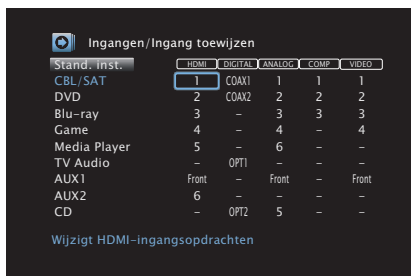 Ingangen/Ingang toewijzen
Stand. inst. HDMI DIGITAL ANALOG COMP VIDEO
CBL/SAT 1 COAX1 1 1 1
DVD 2 COAX2 2 2 2
Blu-ray 3 – 3 3 3
Game 4 – 4 – 4
Media Player 5 – 6 – –
TV Audio – OPT1 – – –
AUX1 Front – Front – Front
AUX2 6 – – – –
CD – OPT2 5 – –
Wijzigt HDMI-ingangsopdrachten